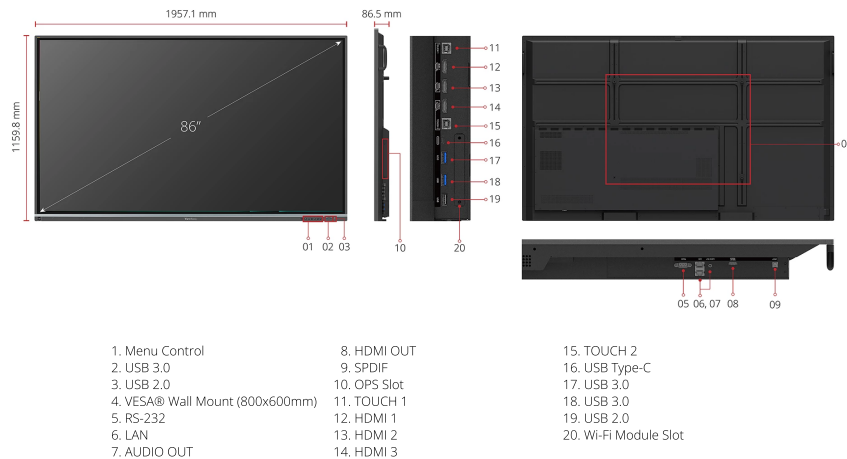 1957.1 mm
86.5 mm
1159.8 mm
86"
11
12
13
14
15
16
17
18
19
20
10
01 02 03
0
05 06, 07 08 09
1. Menu Control
2. USB 3.0
3. USB 2.0
4. VESA® Wall Mount (800x600mm)
5. RS-232
6. LAN
7. AUDIO OUT
8. HDMI OUT
9. SPDIF
10. OPS Slot
11. TOUCH 1
12. HDMI 1
13. HDMI 2
14. HDMI 3
15. TOUCH 2
16. USB Type-C
17. USB 3.0
18. USB 3.0
19. USB 2.0
20. Wi-Fi Module Slot